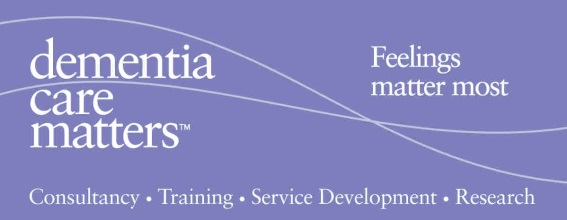 dementia
care
matters™
Feelings
matter most
Consultancy • Training • Service Development • Research